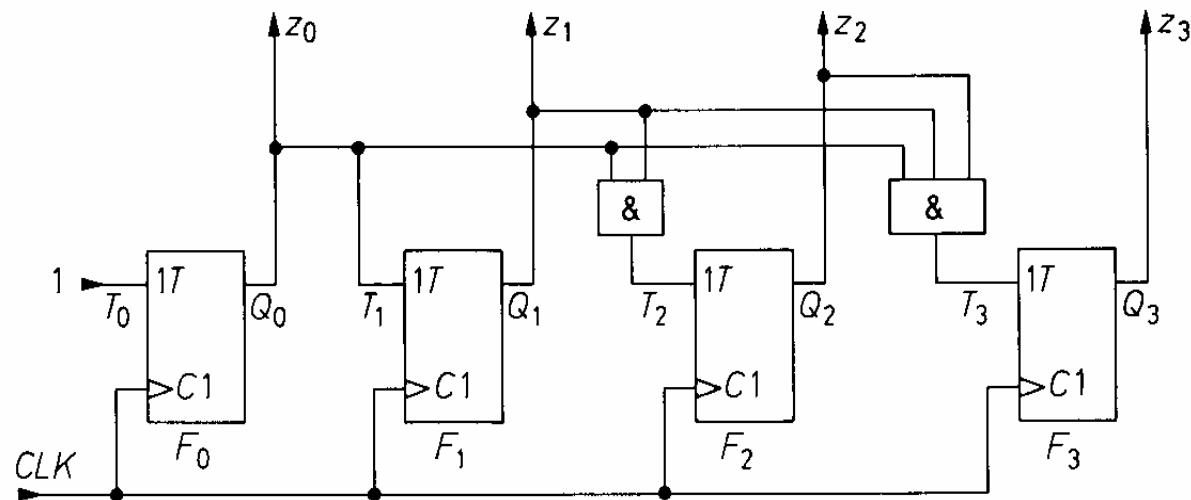 z₀ z₁ z₂ z₃
& &
1 1T 1T 1T 1T
T₀ Q₀ T₁ Q₁ T₂ Q₂ T₃ Q₃
C1 C1 C1 C1
F₀ F₁ F₂ F₃
CLK